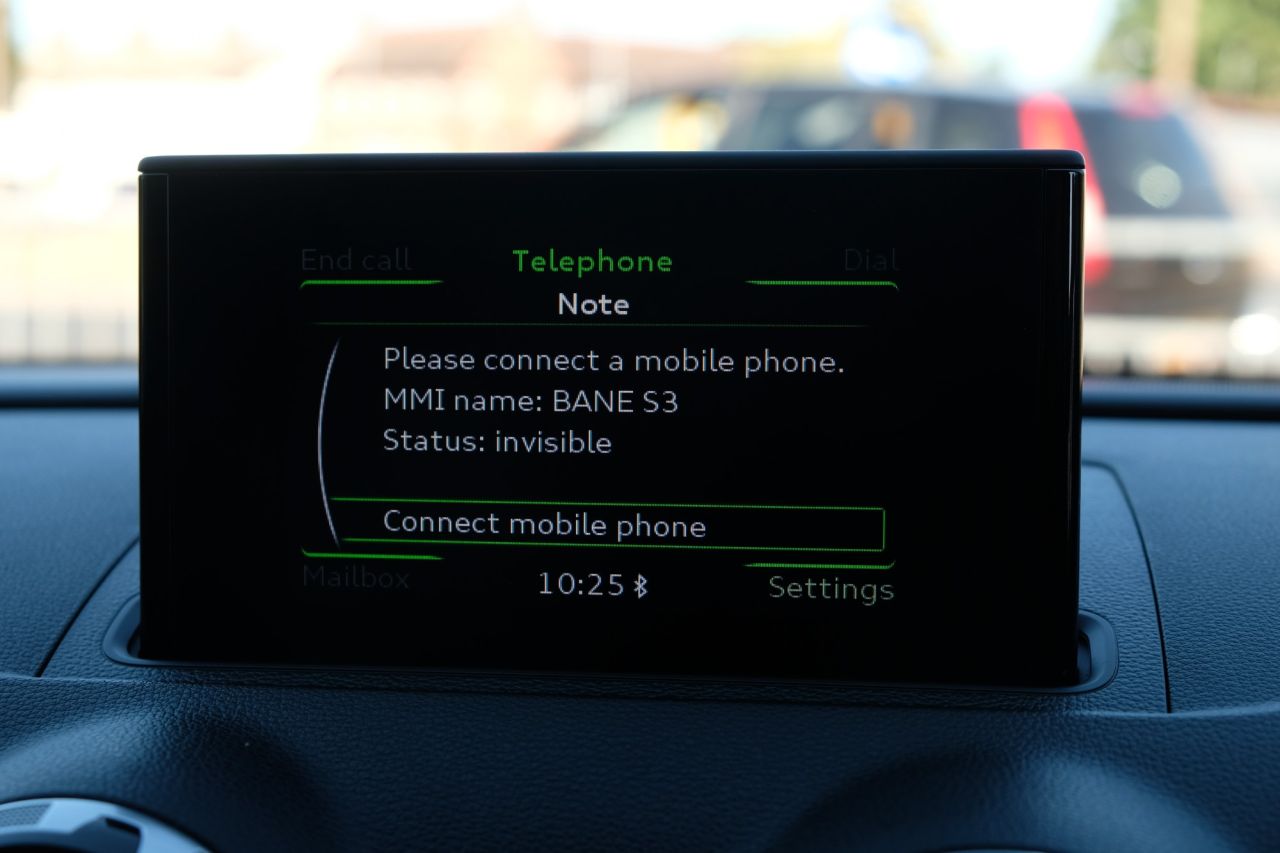 End call Telephone Dial
Note
Please connect a mobile phone.
MMI name: BANE S3
Status: invisible
Connect mobile phone
Mailbox 10:25 Settings